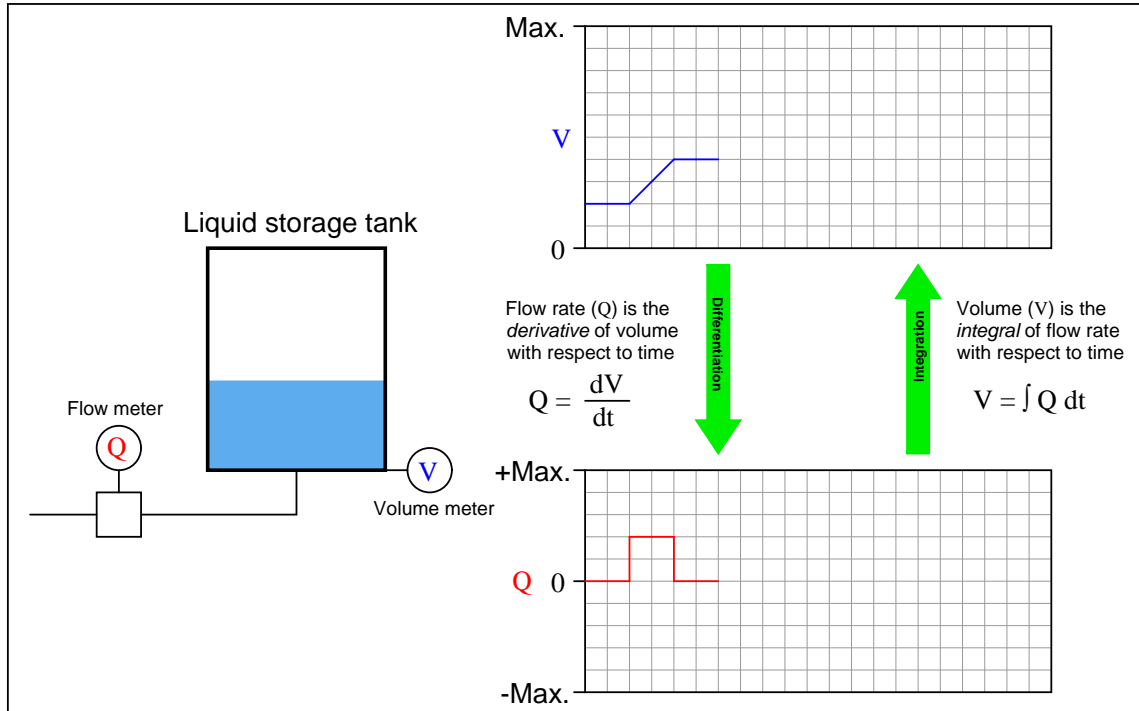 Max.
V
0
Liquid storage tank
Flow meter
Q
V
Volume meter
Flow rate (Q) is the
derivative of volume
with respect to time
Q = dV
dt
Differentiation
Integration
Volume (V) is the
integral of flow rate
with respect to time
V = ∫ Q dt
+Max.
Q 0
-Max.